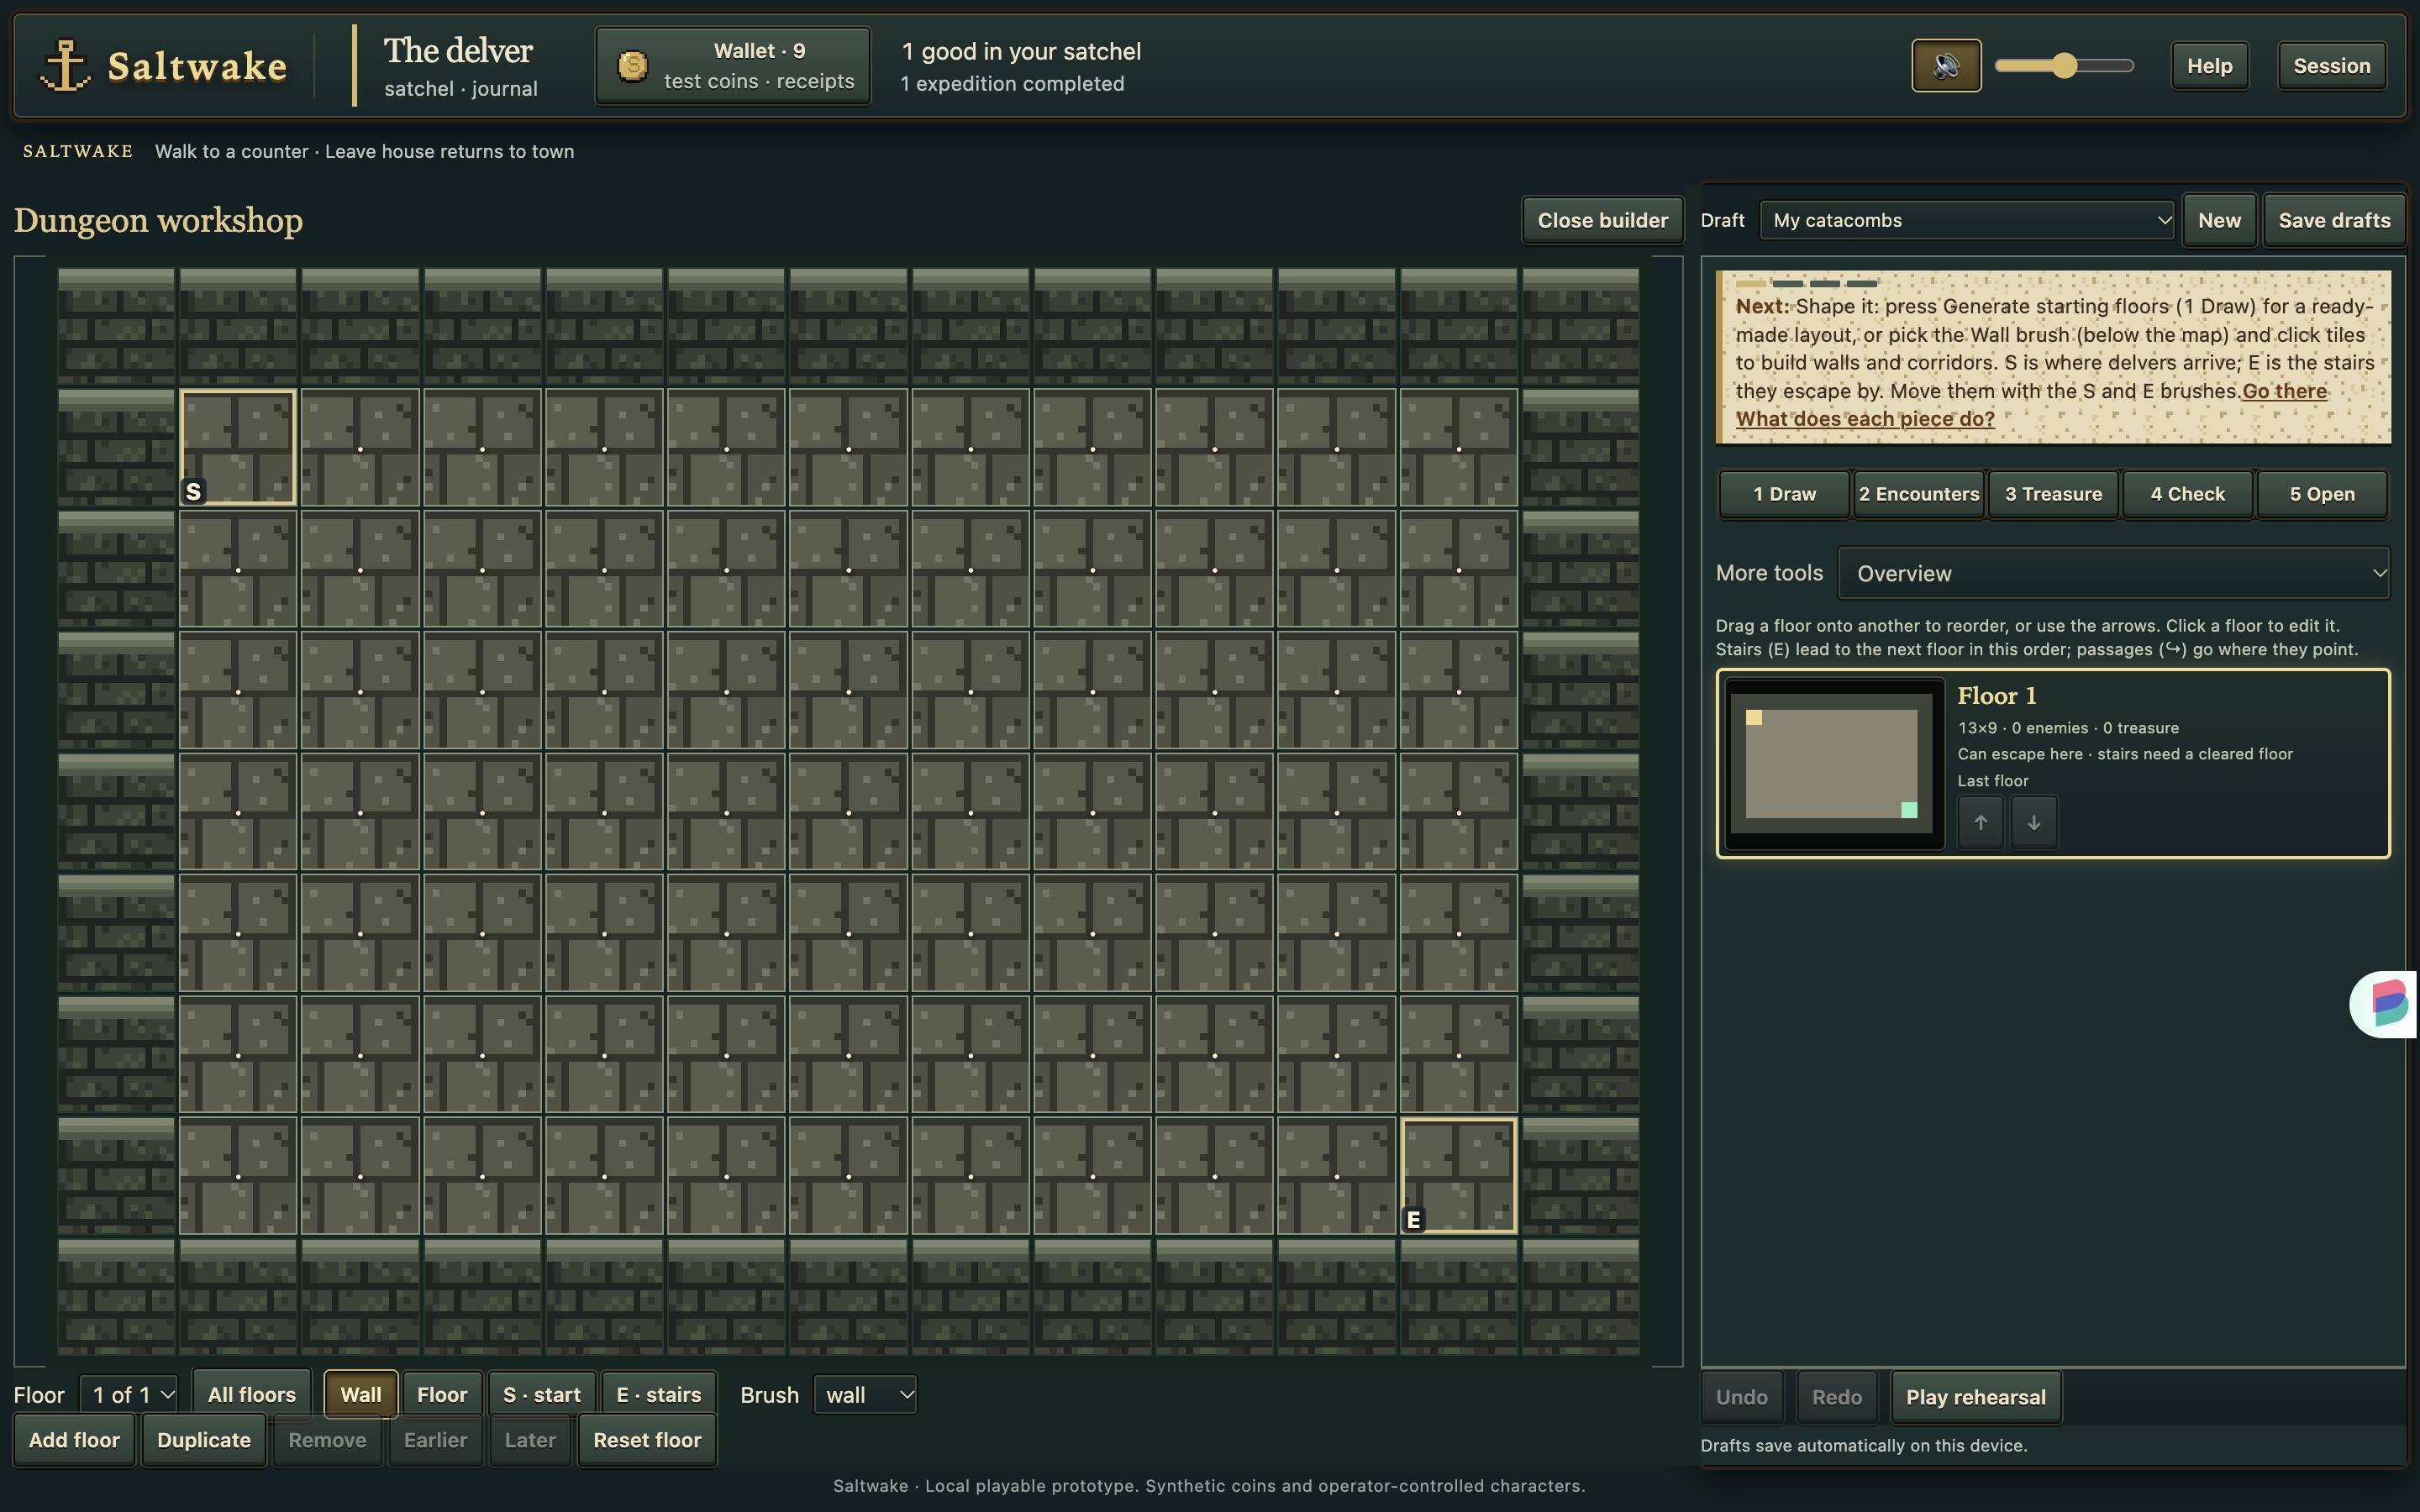 Saltwake
The delver
satchel · journal
Wallet · 9
test coins · receipts
1 good in your satchel
1 expedition completed
Help
Session
SALTWAKE
Walk to a counter · Leave house returns to town
Dungeon workshop
Close builder
Draft
My catacombs
New
Save drafts
Next: Shape it: press Generate starting floors (1 Draw) for a ready-
made layout, or pick the Wall brush (below the map) and click tiles
to build walls and corridors. S is where delvers arrive; E is the stairs
they escape by. Move them with the S and E brushes.Go there
What does each piece do?
1 Draw
2 Encounters
3 Treasure
4 Check
5 Open
More tools
Overview
Drag a floor onto another to reorder, or use the arrows. Click a floor to edit it.
Stairs (E) lead to the next floor in this order; passages (↪) go where they point.
Floor 1
13×9 · 0 enemies · 0 treasure
Can escape here · stairs need a cleared floor
Last floor
↑
↓
S
E
Floor
1 of 1
All floors
Wall
Floor
S · start
E · stairs
Brush
wall
Add floor
Duplicate
Remove
Earlier
Later
Reset floor
Undo
Redo
Play rehearsal
Drafts save automatically on this device.
Saltwake · Local playable prototype. Synthetic coins and operator-controlled characters.